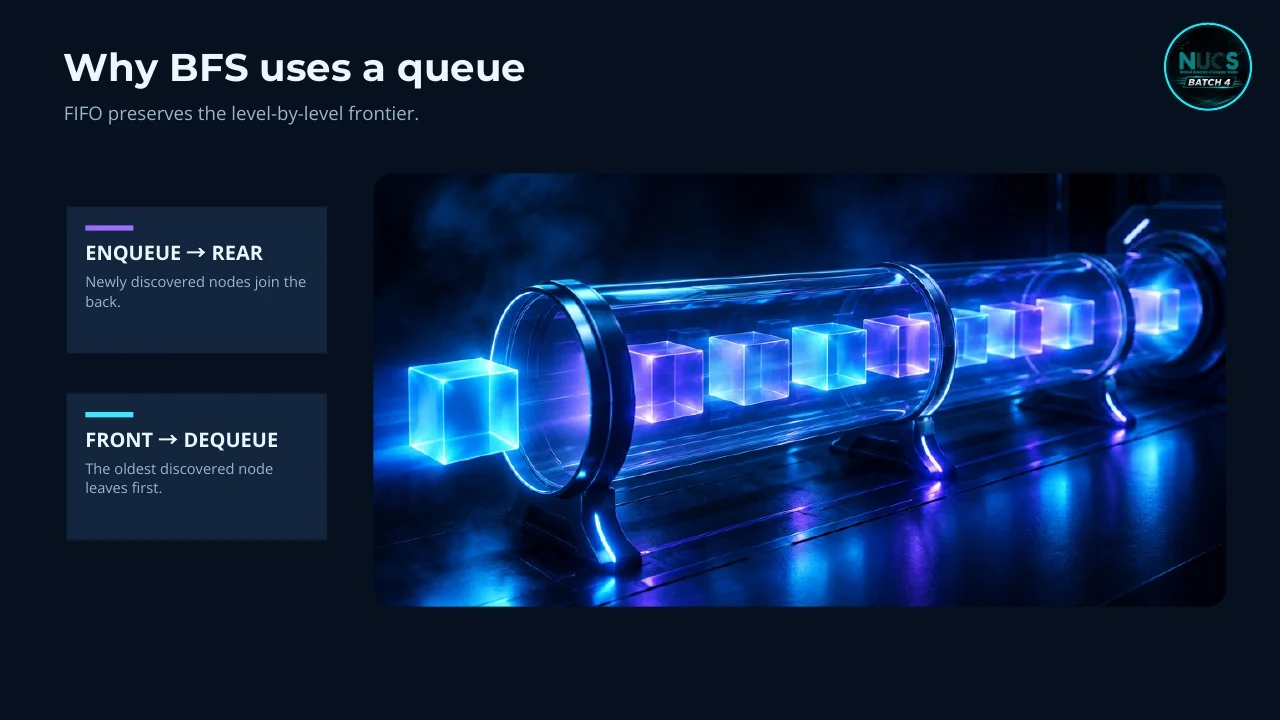 Why BFS uses a queue
FIFO preserves the level-by-level frontier.
NUCS
BATCH 4
ENQUEUE → REAR
Newly discovered nodes join the
back.
FRONT → DEQUEUE
The oldest discovered node
leaves first.